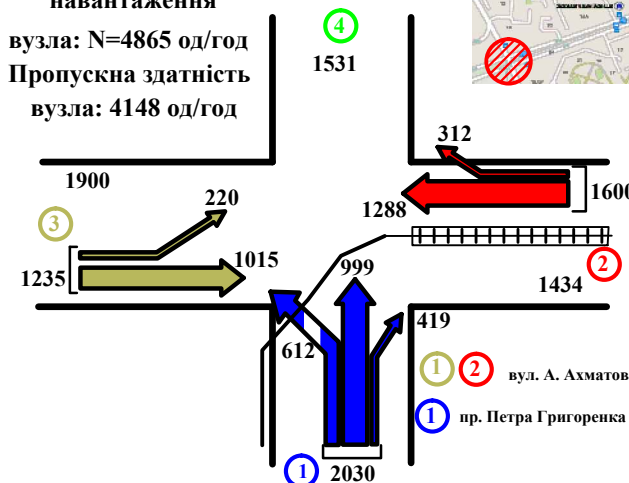 навантаження
вузла: N=4865 од/год
Пропускна здатність
вузла: 4148 од/год
4
1531
312
1900
220
1288
1600
3
1235
1015
999
2
1434
612
419
1 2 вул. А. Ахматов
1 пр. Петра Григоренка
1 2030